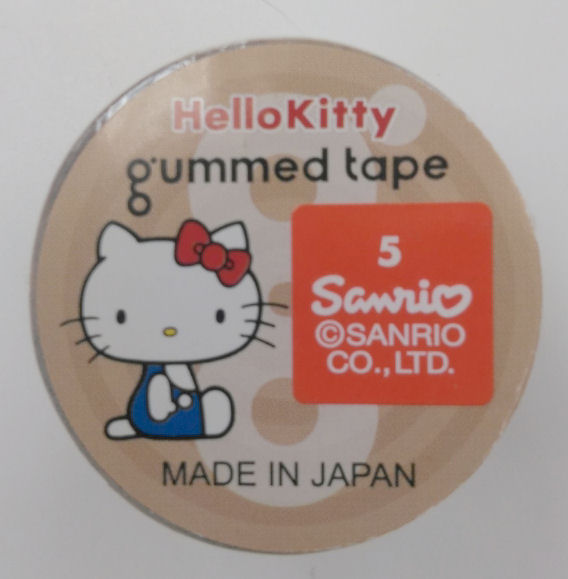 HelloKitty
gummed tape
5
Sanrio
©SANRIO
CO.,LTD.
MADE IN JAPAN